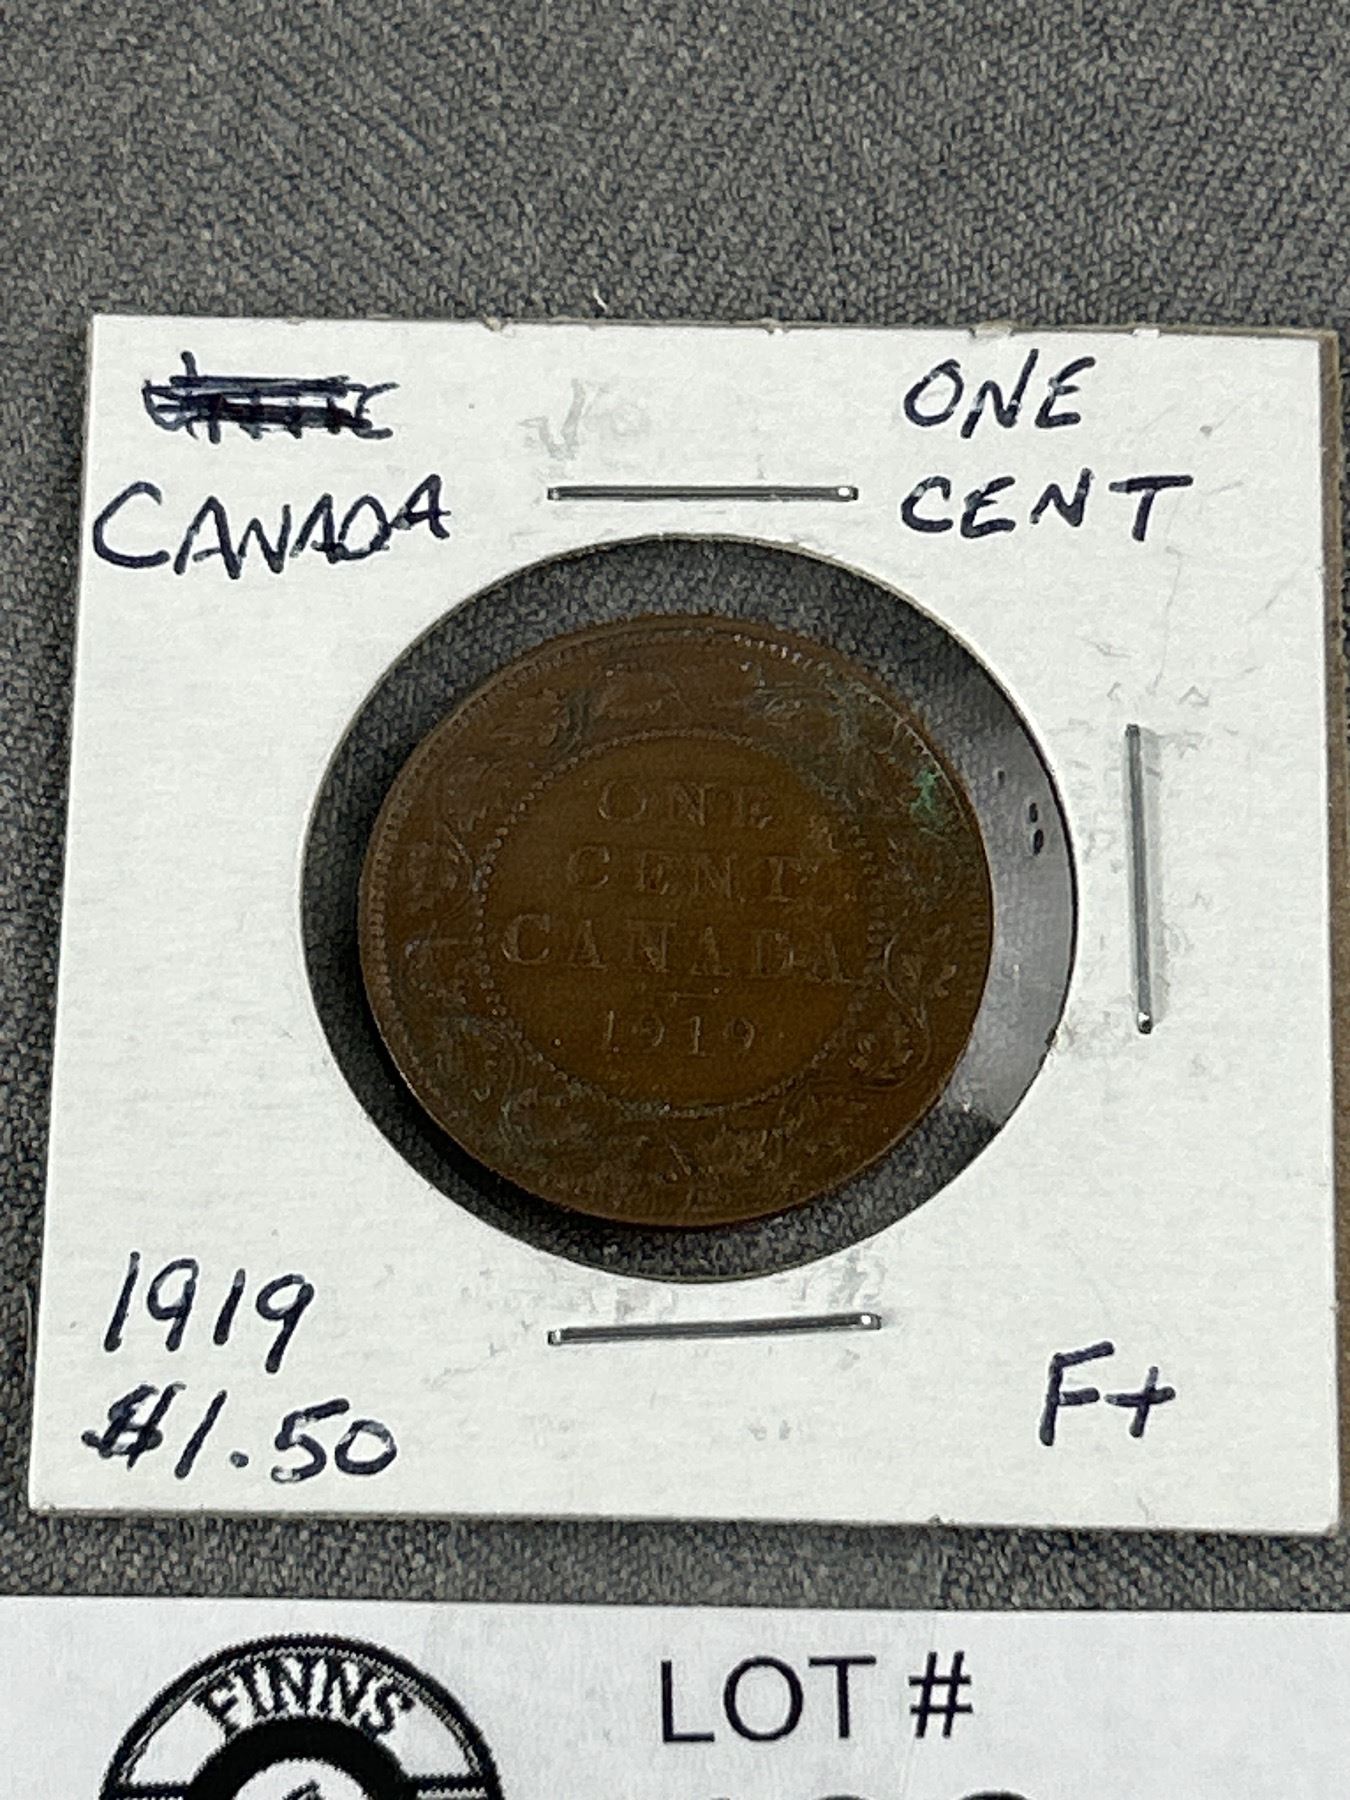 CANADA
ONE
CENT
ONE
CENT
CANADA
1919
1919
$1.50
F+
FINNS
LOT #